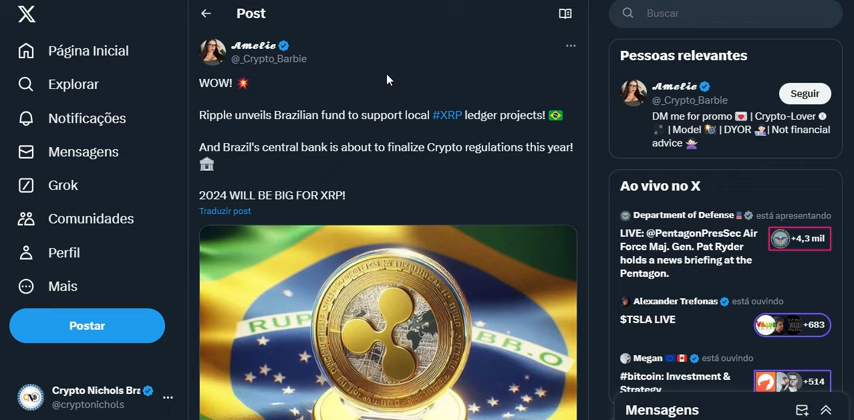 Post
Buscar
Página Inicial
Explorar
Notificações
Mensagens
Grok
Comunidades
Perfil
Mais
Postar
Crypto Nichols Bra
@cryptonichols
𝓐𝓶𝓮𝓵𝓲𝓮
@_Crypto_Barbie
WOW! 💥
Ripple unveils Brazilian fund to support local #XRP ledger projects! 🇧🇷
And Brazil's central bank is about to finalize Crypto regulations this year!
🏛️
2024 WILL BE BIG FOR XRP!
Traduzir post
Pessoas relevantes
𝓐𝓶𝓮𝓵𝓲𝓮
@_Crypto_Barbie
Seguir
DM me for promo 💌 | Crypto-Lover
| Model 📸 | DYOR | Not financial
advice
Ao vivo no X
Department of Defense 🇺🇸 está apresentando
LIVE: @PentagonPresSec Air
Force Maj. Gen. Pat Ryder
holds a news briefing at the
Pentagon.
+4,3 mil
Alexander Trefonas está ouvindo
$TSLA LIVE
+683
Megan 🇪🇺 🇨🇦 está ouvindo
#bitcoin: Investment &
Strategy
+514
Mensagens